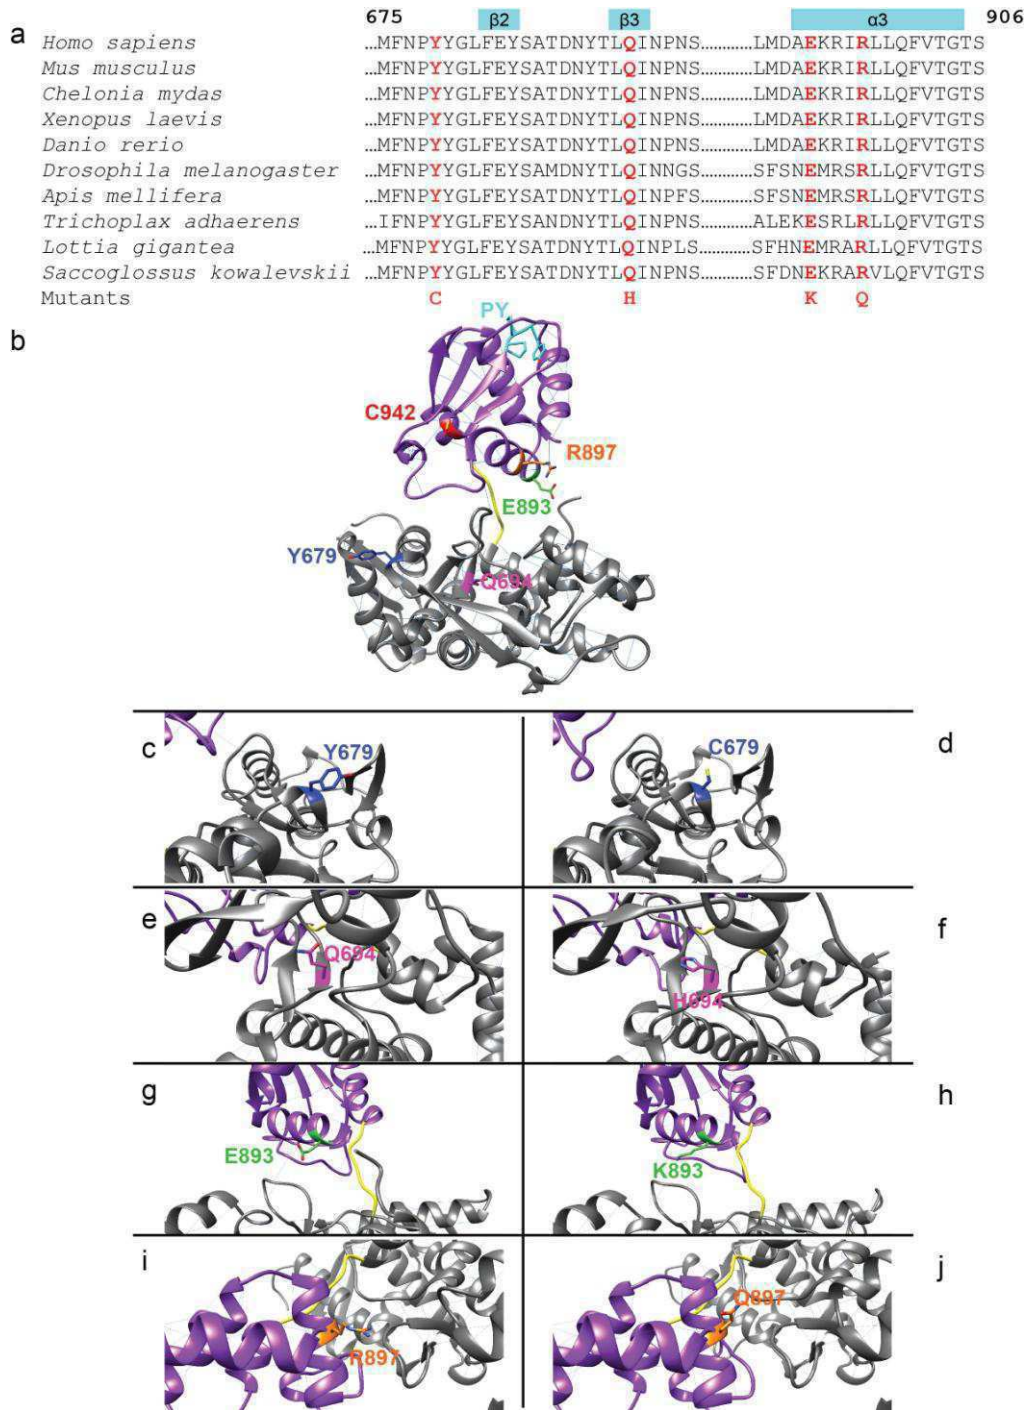 675 β2 β3 α3 906
a
Homo sapiens …MFNPYYGLFEYSATDNYTLQINPNS............LMDAEKRIRLLQFVTGTS
Mus musculus …MFNPYYGLFEYSATDNYTLQINPNS............LMDAEKRIRLLQFVTGTS
Chelonia mydas …MFNPYYGLFEYSATDNYTLQINPNS............LMDAEKRIRLLQFVTGTS
Xenopus laevis …MFNPYYGLFEYSATDNYTLQINPNS............LMDAEKRIRLLQFVTGTS
Danio rerio …MFNPYYGLFEYSATDNYTLQINPNS............LMDAEKRIRLLQFVTGTS
Drosophila melanogaster …MFNPYYGLFEYSAMDNYTLQINNGS............SFSNEMRSRLLQFVTGTS
Apis mellifera …MFNPYYGLFEYSATDNYTLQINPFS............SFSNEMRSRLLQFVTGTS
Trichoplax adhaerens …IFNPYYGLFEYSANDNYTLQINPNS............ALEKESRLRLLQFVTGTS
Lottia gigantea …MFNPYYGLFEYSATDNYTLQINPLS............SFHNEMRARLLQFVTGTS
Saccoglossus kowalevskii …MFNPYYGLFEYSATDNYTLQINPNS............SFDNEKRARVLQFVTGTS
Mutants C H K Q
b
PY
C942
R897
E893
Y679
Q694
c
Y679
C679
d
e
Q694
H694
f
g
E893
K893
h
i
R897
Q897
j